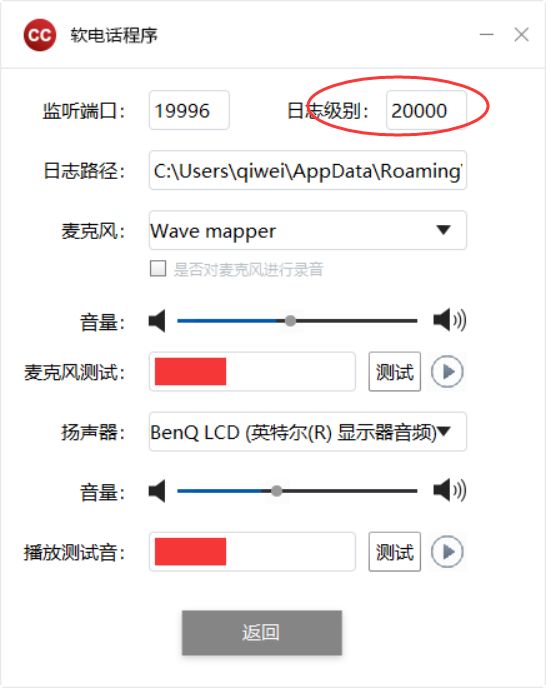 CC 软电话程序
监听端口： 19996 日志级别： 20000
日志路径： C:\Users\qiwei\AppData\Roaming\
麦克风： Wave mapper
是否对麦克风进行录音
音量：
麦克风测试： 测试
扬声器： BenQ LCD (英特尔(R) 显示器音频)
音量：
播放测试音： 测试
返回